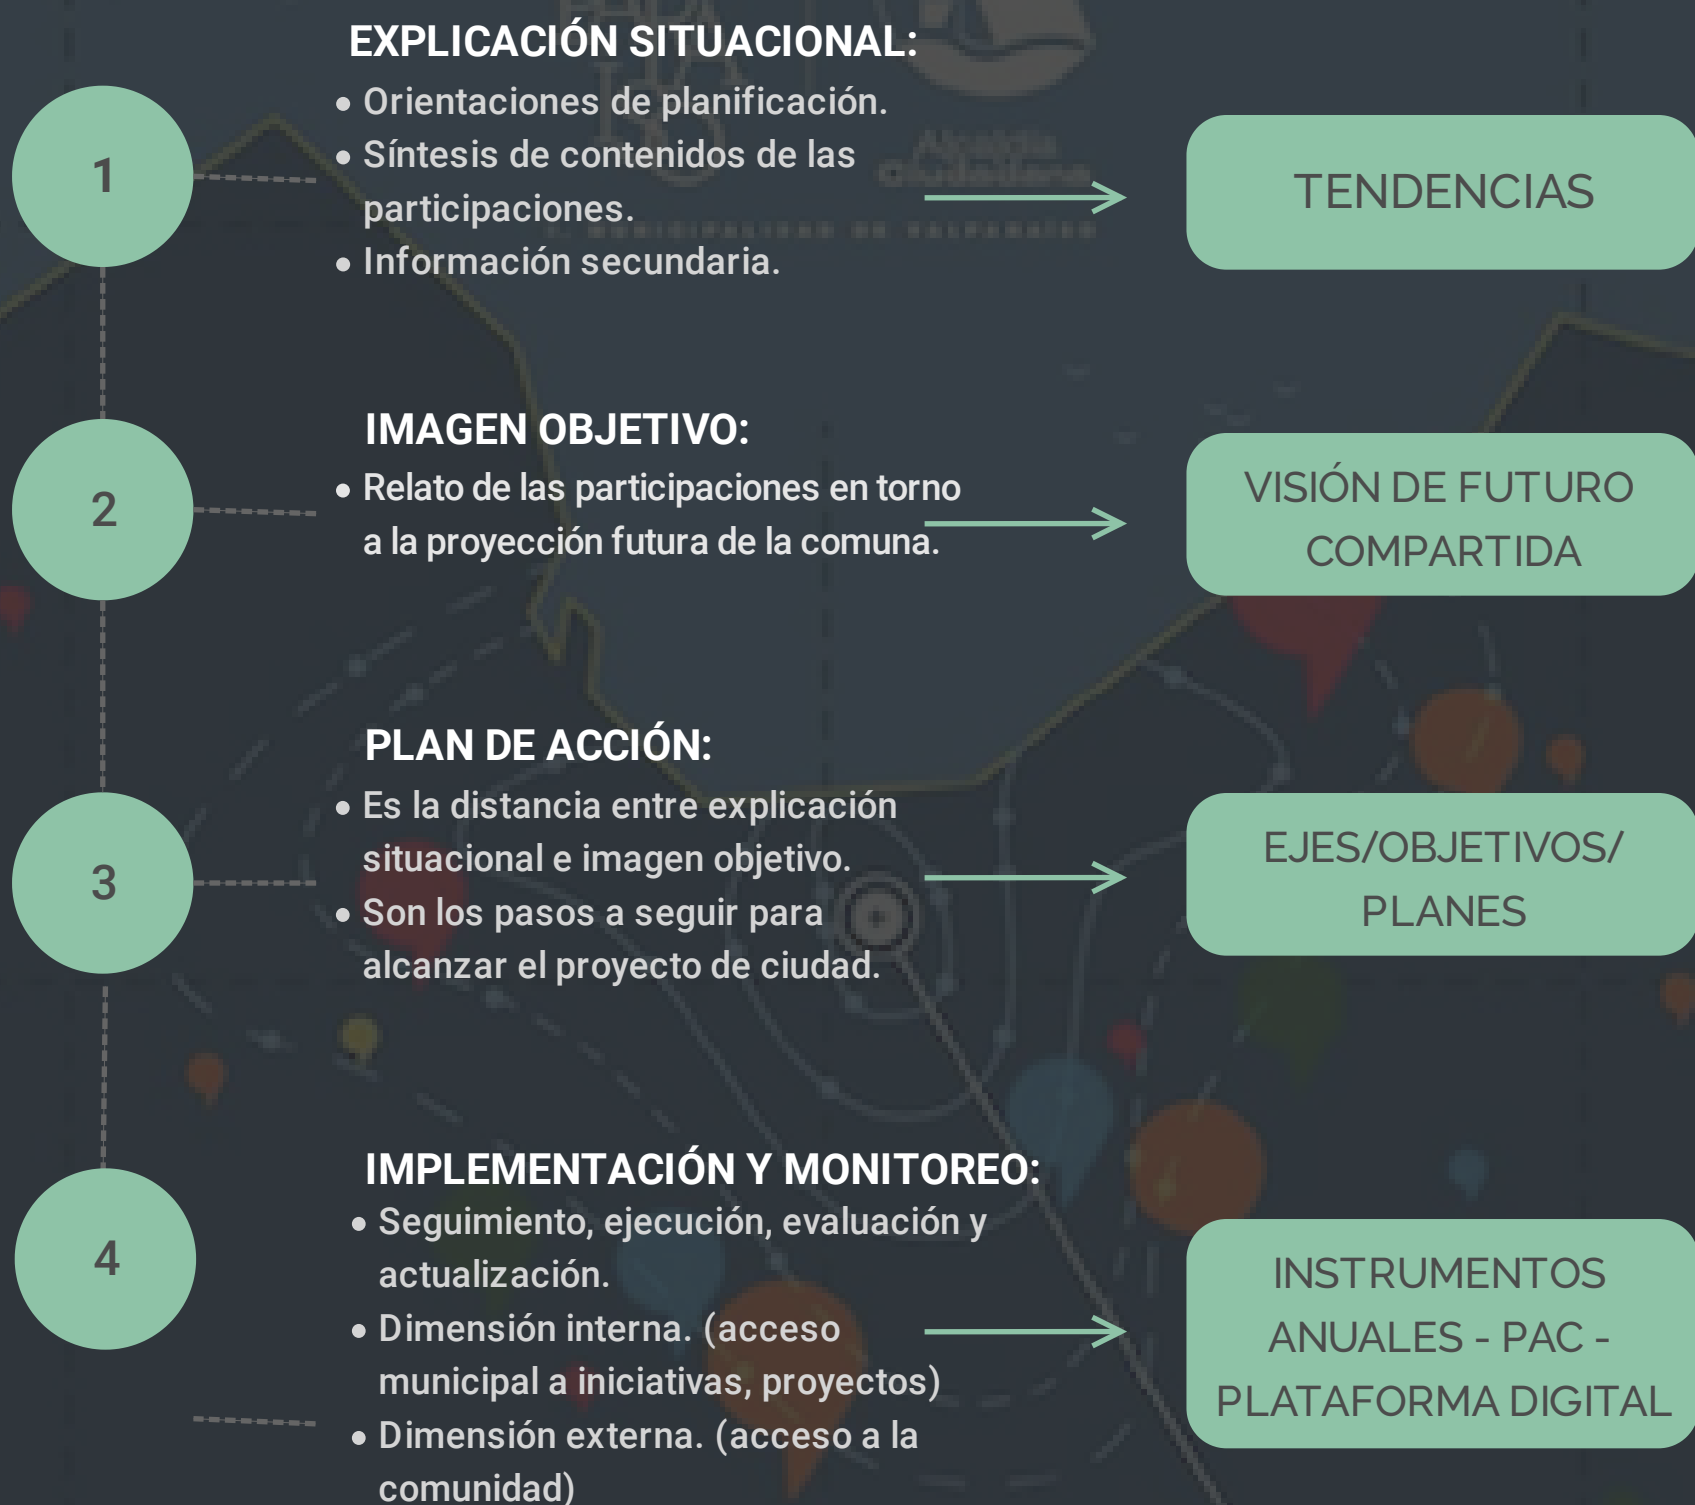 EXPLICACIÓN SITUACIONAL:
1
• Orientaciones de planificación.
• Síntesis de contenidos de las
participaciones.
• Información secundaria.
TENDENCIAS
IMAGEN OBJETIVO:
2
• Relato de las participaciones en torno
a la proyección futura de la comuna.
VISIÓN DE FUTURO
COMPARTIDA
PLAN DE ACCIÓN:
3
• Es la distancia entre explicación
situacional e imagen objetivo.
• Son los pasos a seguir para
alcanzar el proyecto de ciudad.
EJES/OBJETIVOS/
PLANES
IMPLEMENTACIÓN Y MONITOREO:
4
• Seguimiento, ejecución, evaluación y
actualización.
• Dimensión interna. (acceso
municipal a iniciativas, proyectos)
• Dimensión externa. (acceso a la
comunidad)
INSTRUMENTOS
ANUALES - PAC -
PLATAFORMA DIGITAL
Alcaldía
Ciudadana